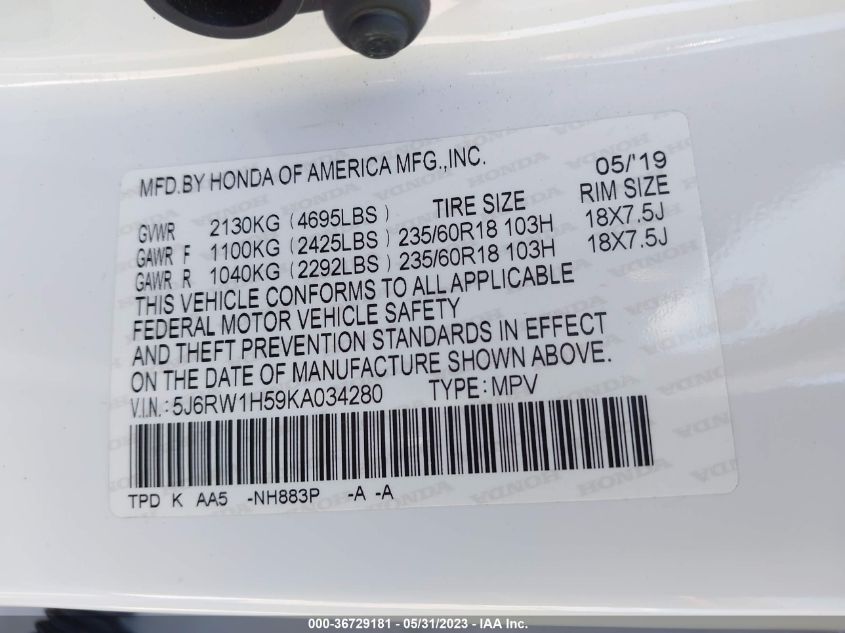 MFD.BY HONDA OF AMERICA MFG.,INC. 05/'19
TIRE SIZE RIM SIZE
GVWR 2130KG (4695LBS)
GAWR F 1100KG (2425LBS) 235/60R18 103H 18X7.5J
GAWR R 1040KG (2292LBS) 235/60R18 103H 18X7.5J
THIS VEHICLE CONFORMS TO ALL APPLICABLE
FEDERAL MOTOR VEHICLE SAFETY
AND THEFT PREVENTION STANDARDS IN EFFECT
ON THE DATE OF MANUFACTURE SHOWN ABOVE.
V.I.N.:5J6RW1H59KA034280 TYPE:MPV
TPD K AA5 -NH883P -A -A
000-36729181 - 05/31/2023 - © IAA Inc.